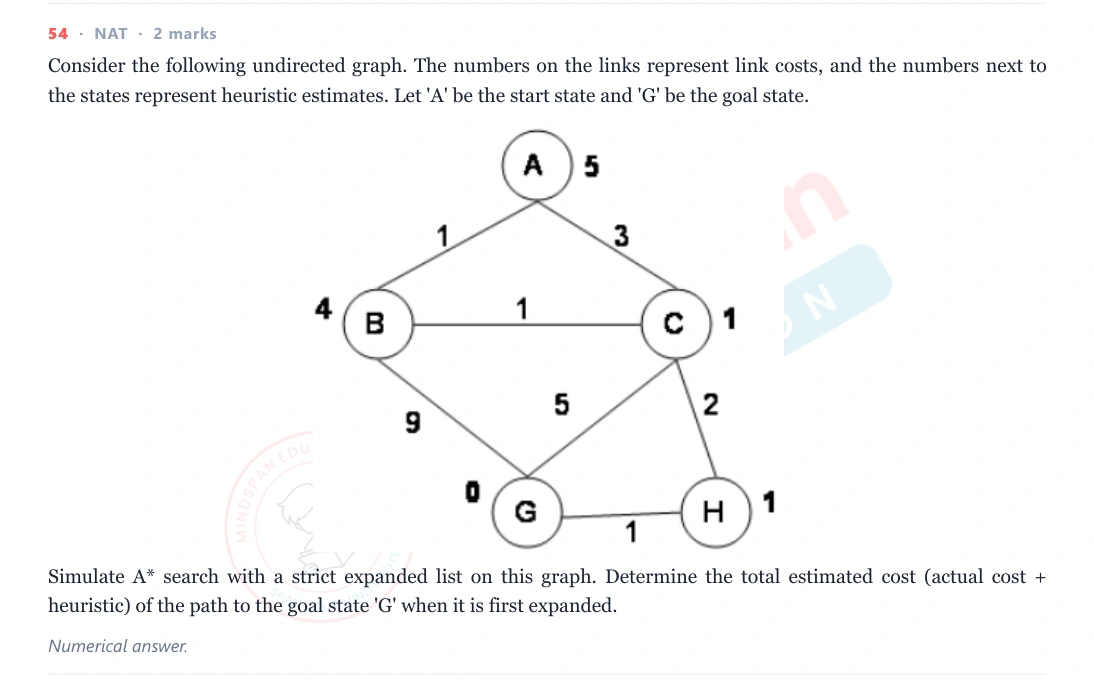 54 · NAT · 2 marks
Consider the following undirected graph. The numbers on the links represent link costs, and the numbers next to
the states represent heuristic estimates. Let 'A' be the start state and 'G' be the goal state.
A 5
1 3
4 B 1 C 1
9 5 2
0 G 1 H 1
MINDSPAN EDU
Simulate A* search with a strict expanded list on this graph. Determine the total estimated cost (actual cost +
heuristic) of the path to the goal state 'G' when it is first expanded.
Numerical answer.